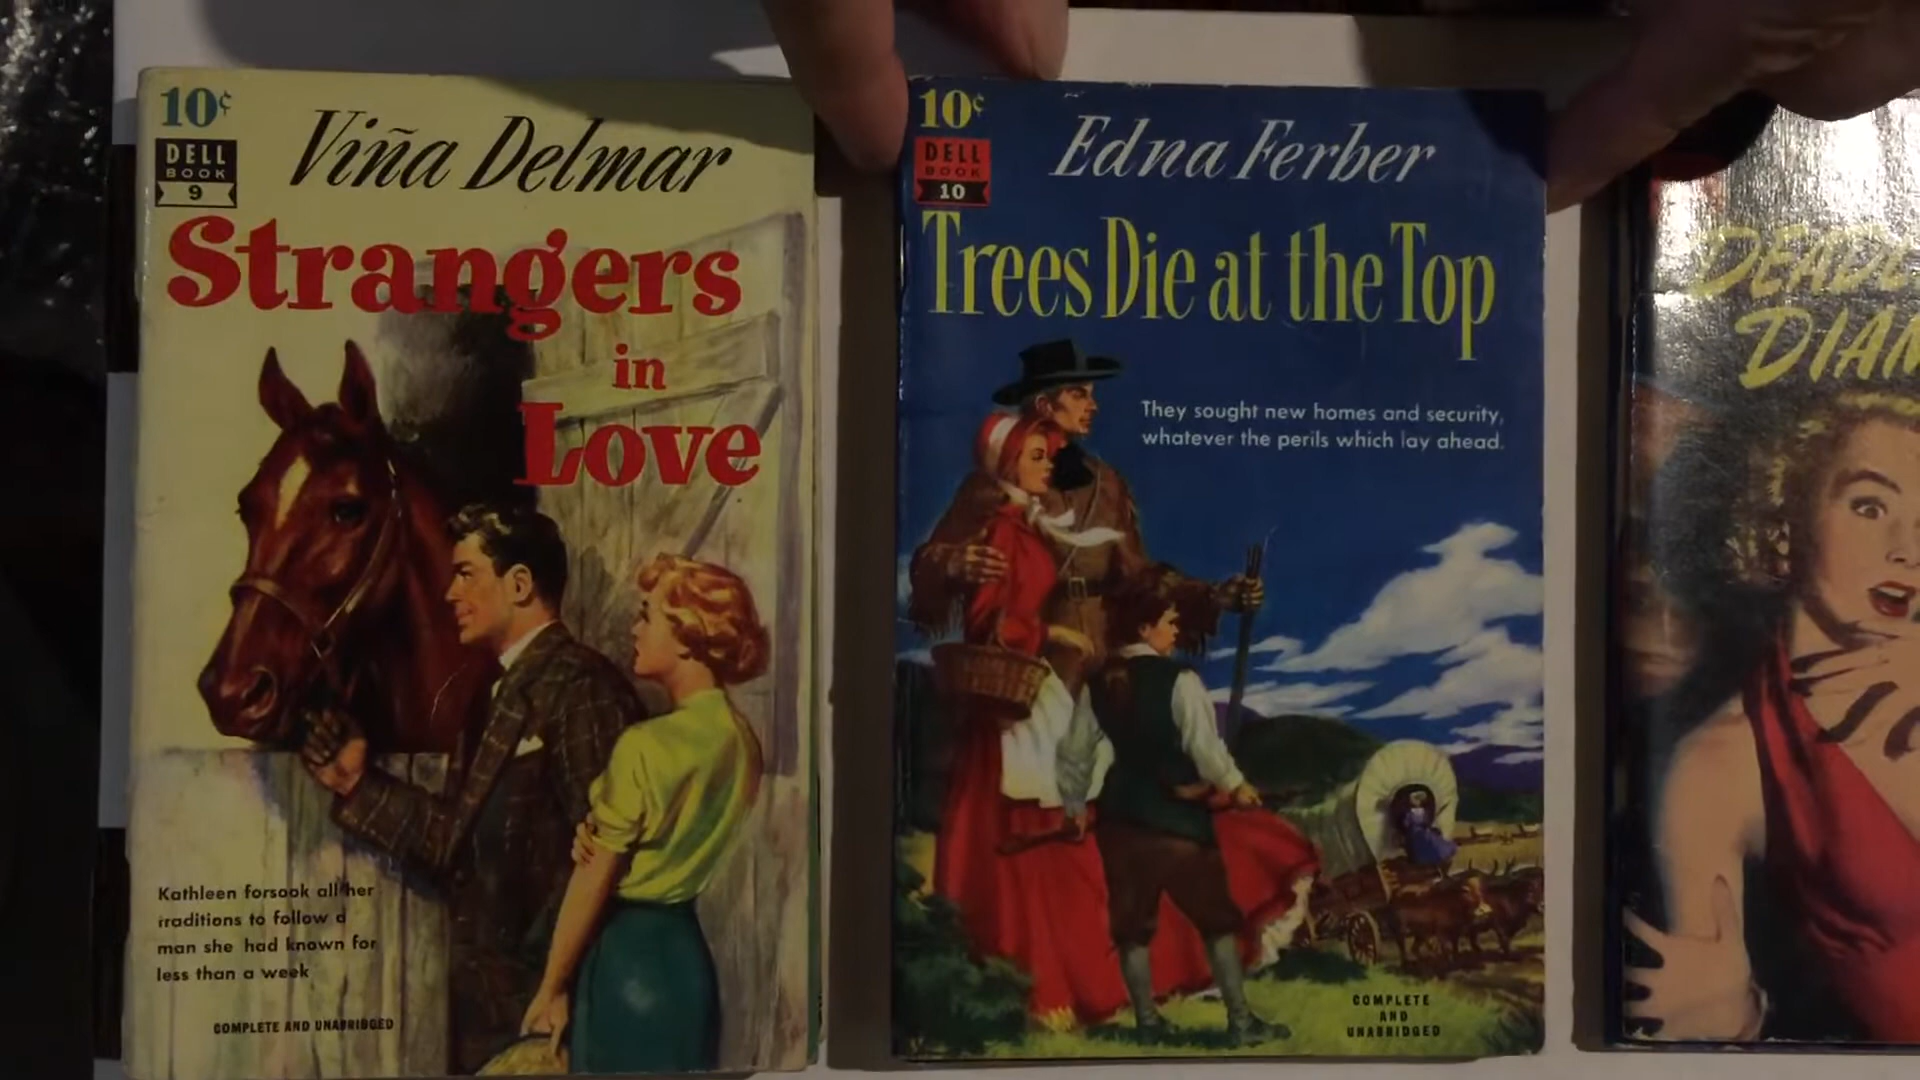 10¢
DELL
BOOK
9
Viña Delmar
Strangers
in
Love
Kathleen forsook all her
traditions to follow a
man she had known for
less than a week
COMPLETE AND UNABRIDGED
10¢
DELL
BOOK
10
Edna Ferber
Trees Die at the Top
They sought new homes and security,
whatever the perils which lay ahead.
COMPLETE
AND
UNABRIDGED